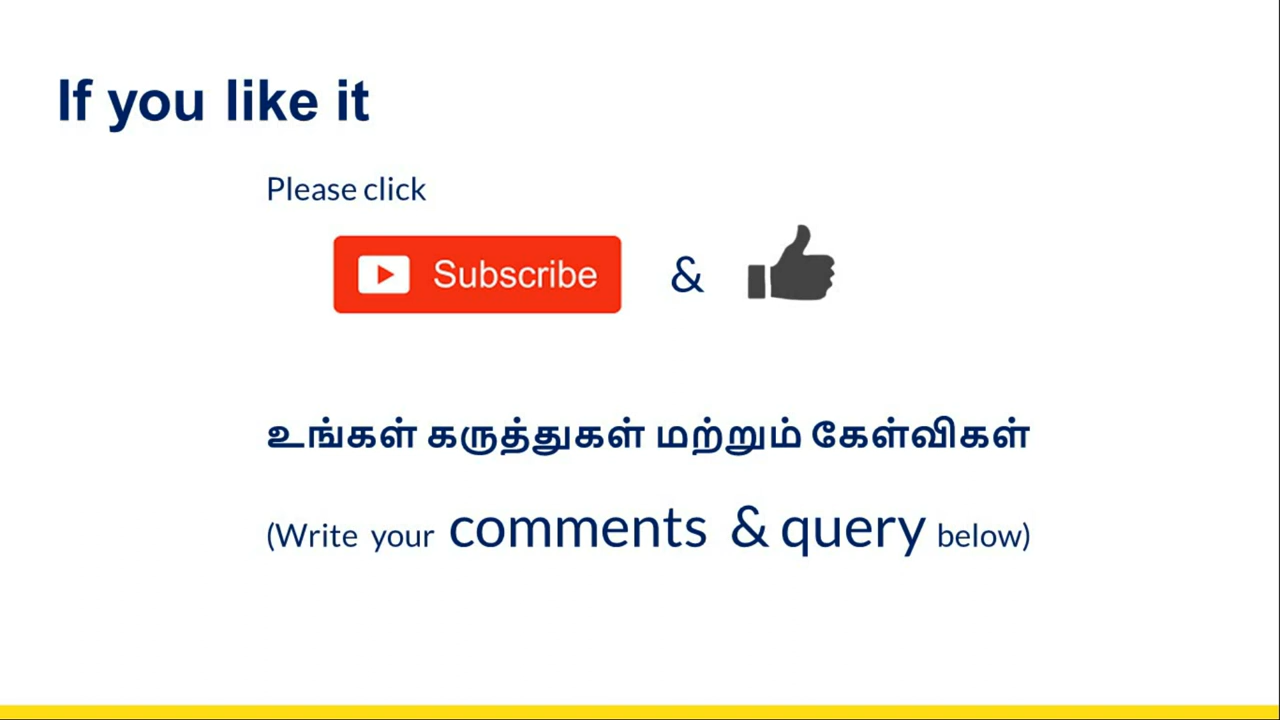 If you like it
Please click
Subscribe &
உங்கள் கருத்துகள் மற்றும் கேள்விகள்
(Write your comments & query below)